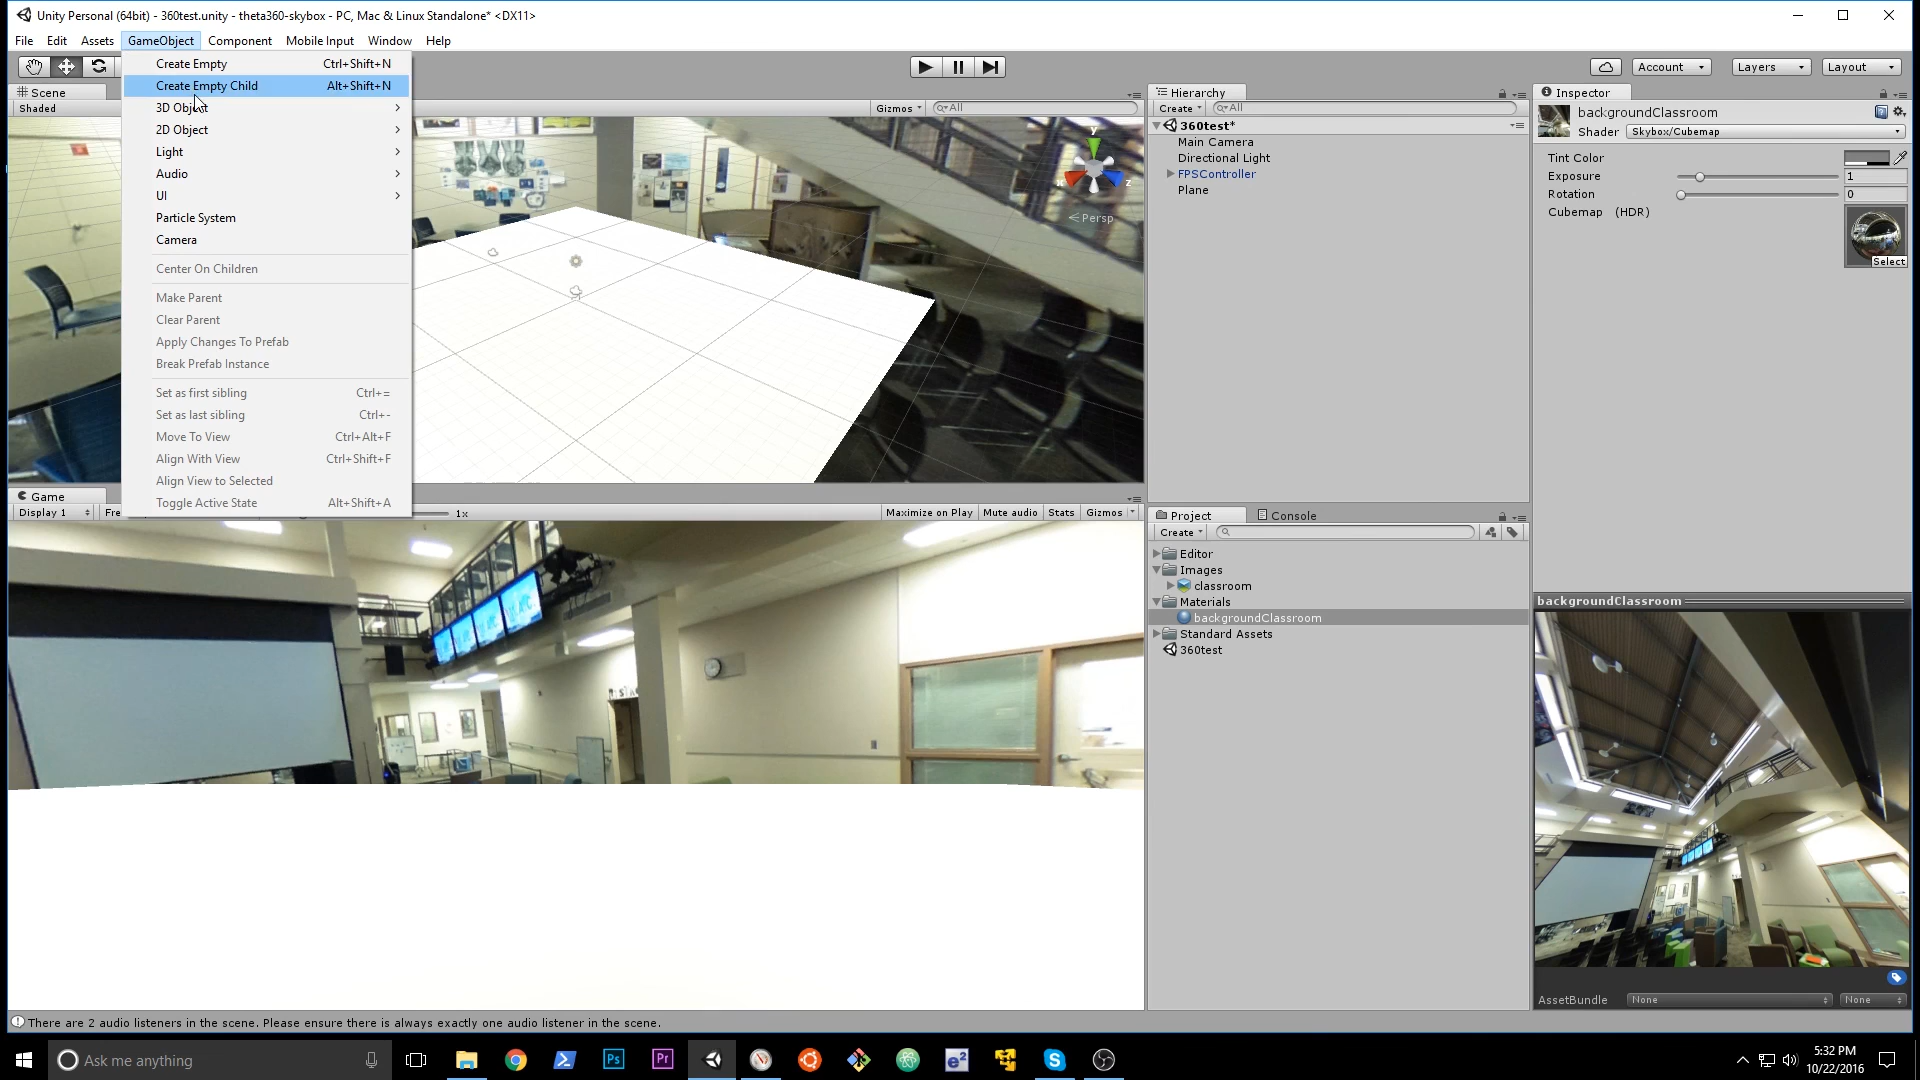 Unity Personal (64bit) - 360test.unity - theta360-skybox - PC, Mac & Linux Standalone* <DX11>
File Edit Assets GameObject Component Mobile Input Window Help
Create Empty Ctrl+Shift+N
Create Empty Child Alt+Shift+N
3D Object
2D Object
Light
Audio
UI
Particle System
Camera
Center On Children
Make Parent
Clear Parent
Apply Changes To Prefab
Break Prefab Instance
Set as first sibling Ctrl+=
Set as last sibling Ctrl+-
Move To View Ctrl+Alt+F
Align With View Ctrl+Shift+F
Align View to Selected
Toggle Active State Alt+Shift+A
Account Layers Layout
Scene
Shaded Gizmos All
y
x z
Persp
Game
Display 1 Fre 1x Maximize on Play Mute audio Stats Gizmos
Hierarchy
Create All
360test*
Main Camera
Directional Light
FPSController
Plane
Project Console
Create
Editor
Images
classroom
Materials
backgroundClassroom
Standard Assets
360test
Inspector
backgroundClassroom
Shader Skybox/Cubemap
Tint Color
Exposure 1
Rotation 0
Cubemap (HDR)
Select
backgroundClassroom
AssetBundle None None
There are 2 audio listeners in the scene. Please ensure there is always exactly one audio listener in the scene.
Ask me anything
Ps Pr
5:32 PM
10/22/2016